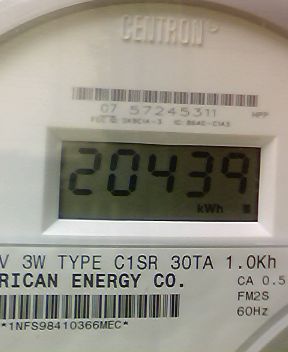 CENTRON
07 57245311 MPP
20439
kWh
V 3W TYPE C1SR 30TA 1.0Kh
RICAN ENERGY CO. CA 0.5
FM2S
*1NFS98410366MEC* 60Hz